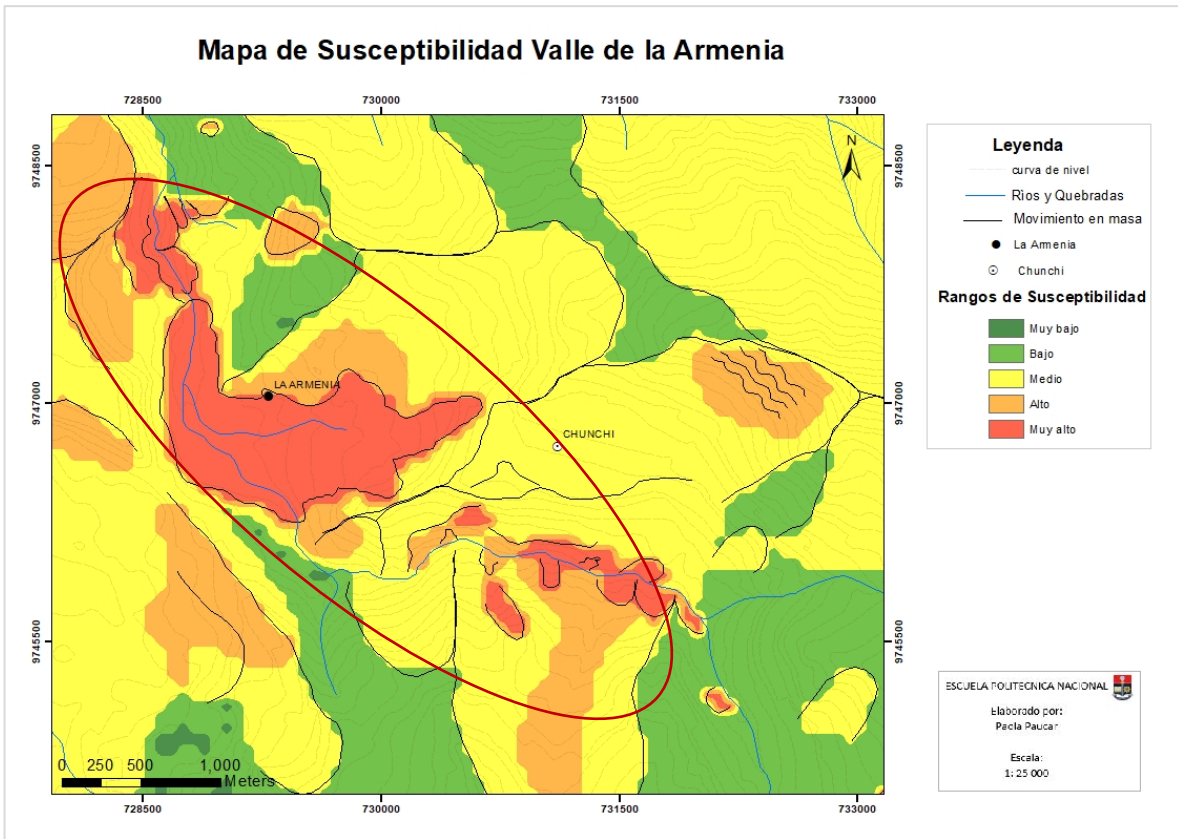 Mapa de Susceptibilidad Valle de la Armenia
728500 730000 731500 733000
N
9748500 9748500
LA ARMENIA
9747000 9747000
CHUNCHI
9745500 9745500
0 250 500 1,000
Meters
728500 730000 731500 733000
Leyenda
curva de nivel
Rìos y Quebradas
Movimiento en masa
La Armenia
Chunchi
Rangos de Susceptibilidad
Muy bajo
Bajo
Medio
Alto
Muy alto
ESCUELA POLITECNICA NACIONAL
Elaborado por:
Paola Paucar
Escala:
1: 25 000